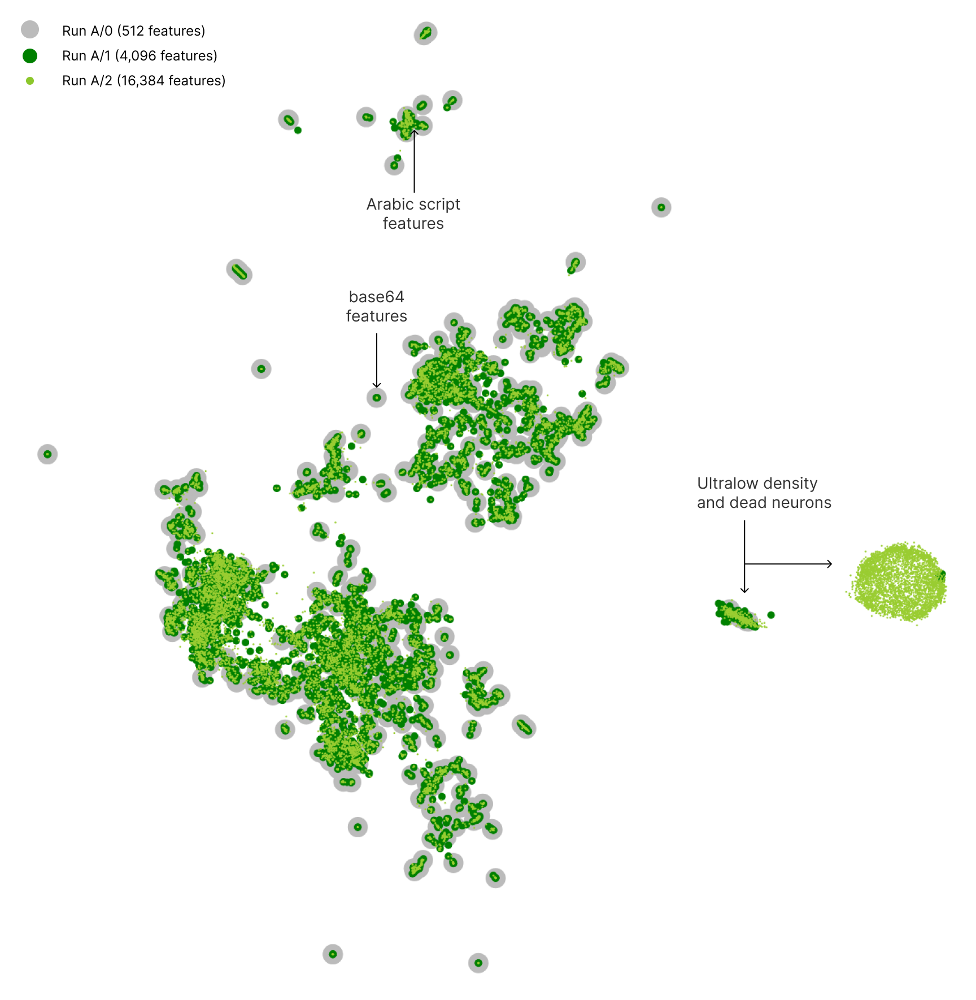 Run A/0 (512 features)
Run A/1 (4,096 features)
Run A/2 (16,384 features)
Arabic script
features
base64
features
Ultralow density
and dead neurons